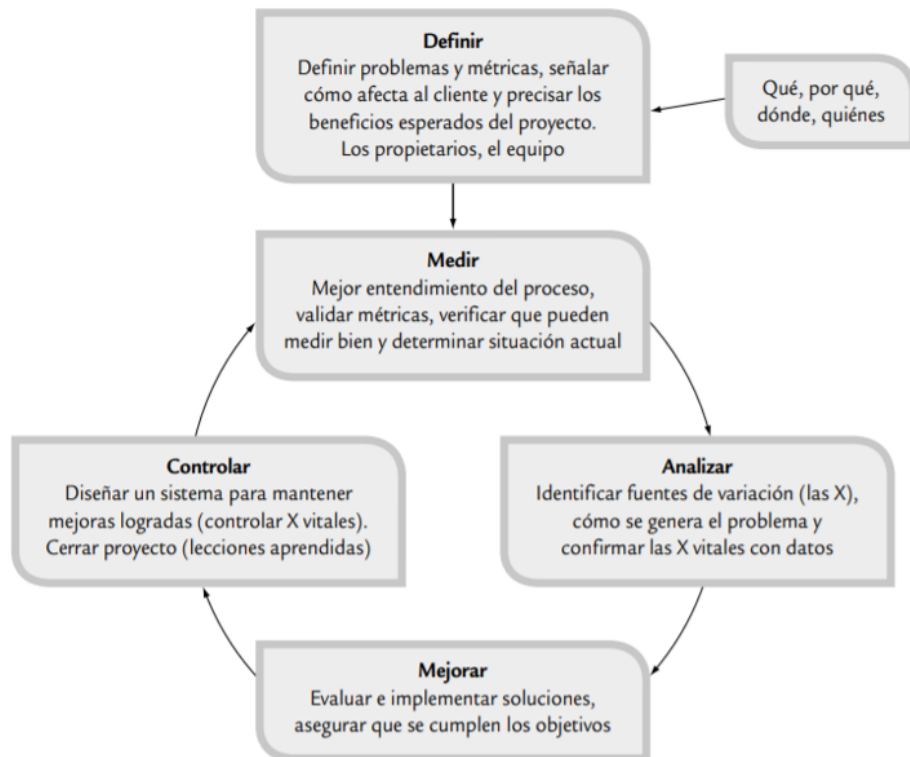 Definir
Definir problemas y métricas, señalar
cómo afecta al cliente y precisar los
beneficios esperados del proyecto.
Los propietarios, el equipo
Qué, por qué,
dónde, quiénes
Medir
Mejor entendimiento del proceso,
validar métricas, verificar que pueden
medir bien y determinar situación actual
Controlar
Diseñar un sistema para mantener
mejoras logradas (controlar X vitales).
Cerrar proyecto (lecciones aprendidas)
Analizar
Identificar fuentes de variación (las X),
cómo se genera el problema y
confirmar las X vitales con datos
Mejorar
Evaluar e implementar soluciones,
asegurar que se cumplen los objetivos